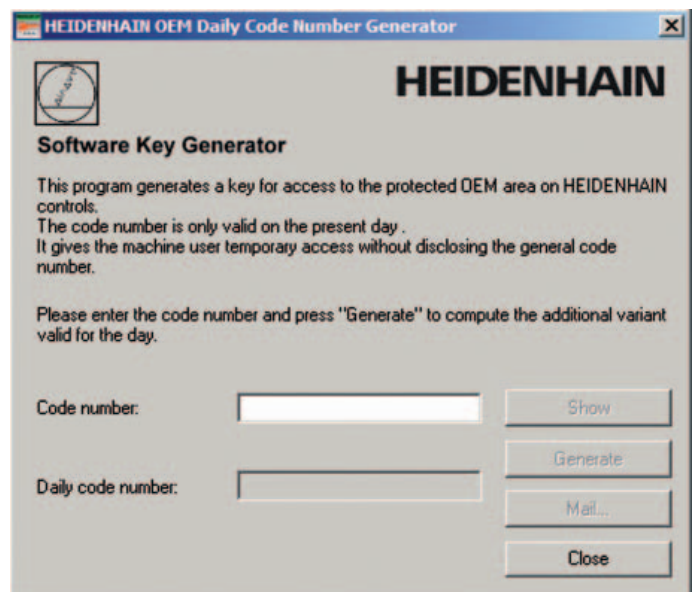 HEIDENHAIN OEM Daily Code Number Generator
HEIDENHAIN
Software Key Generator
This program generates a key for access to the protected OEM area on HEIDENHAIN
controls.
The code number is only valid on the present day .
It gives the machine user temporary access without disclosing the general code
number.
Please enter the code number and press "Generate" to compute the additional variant
valid for the day.
Code number:
Show
Generate
Daily code number:
Mail...
Close